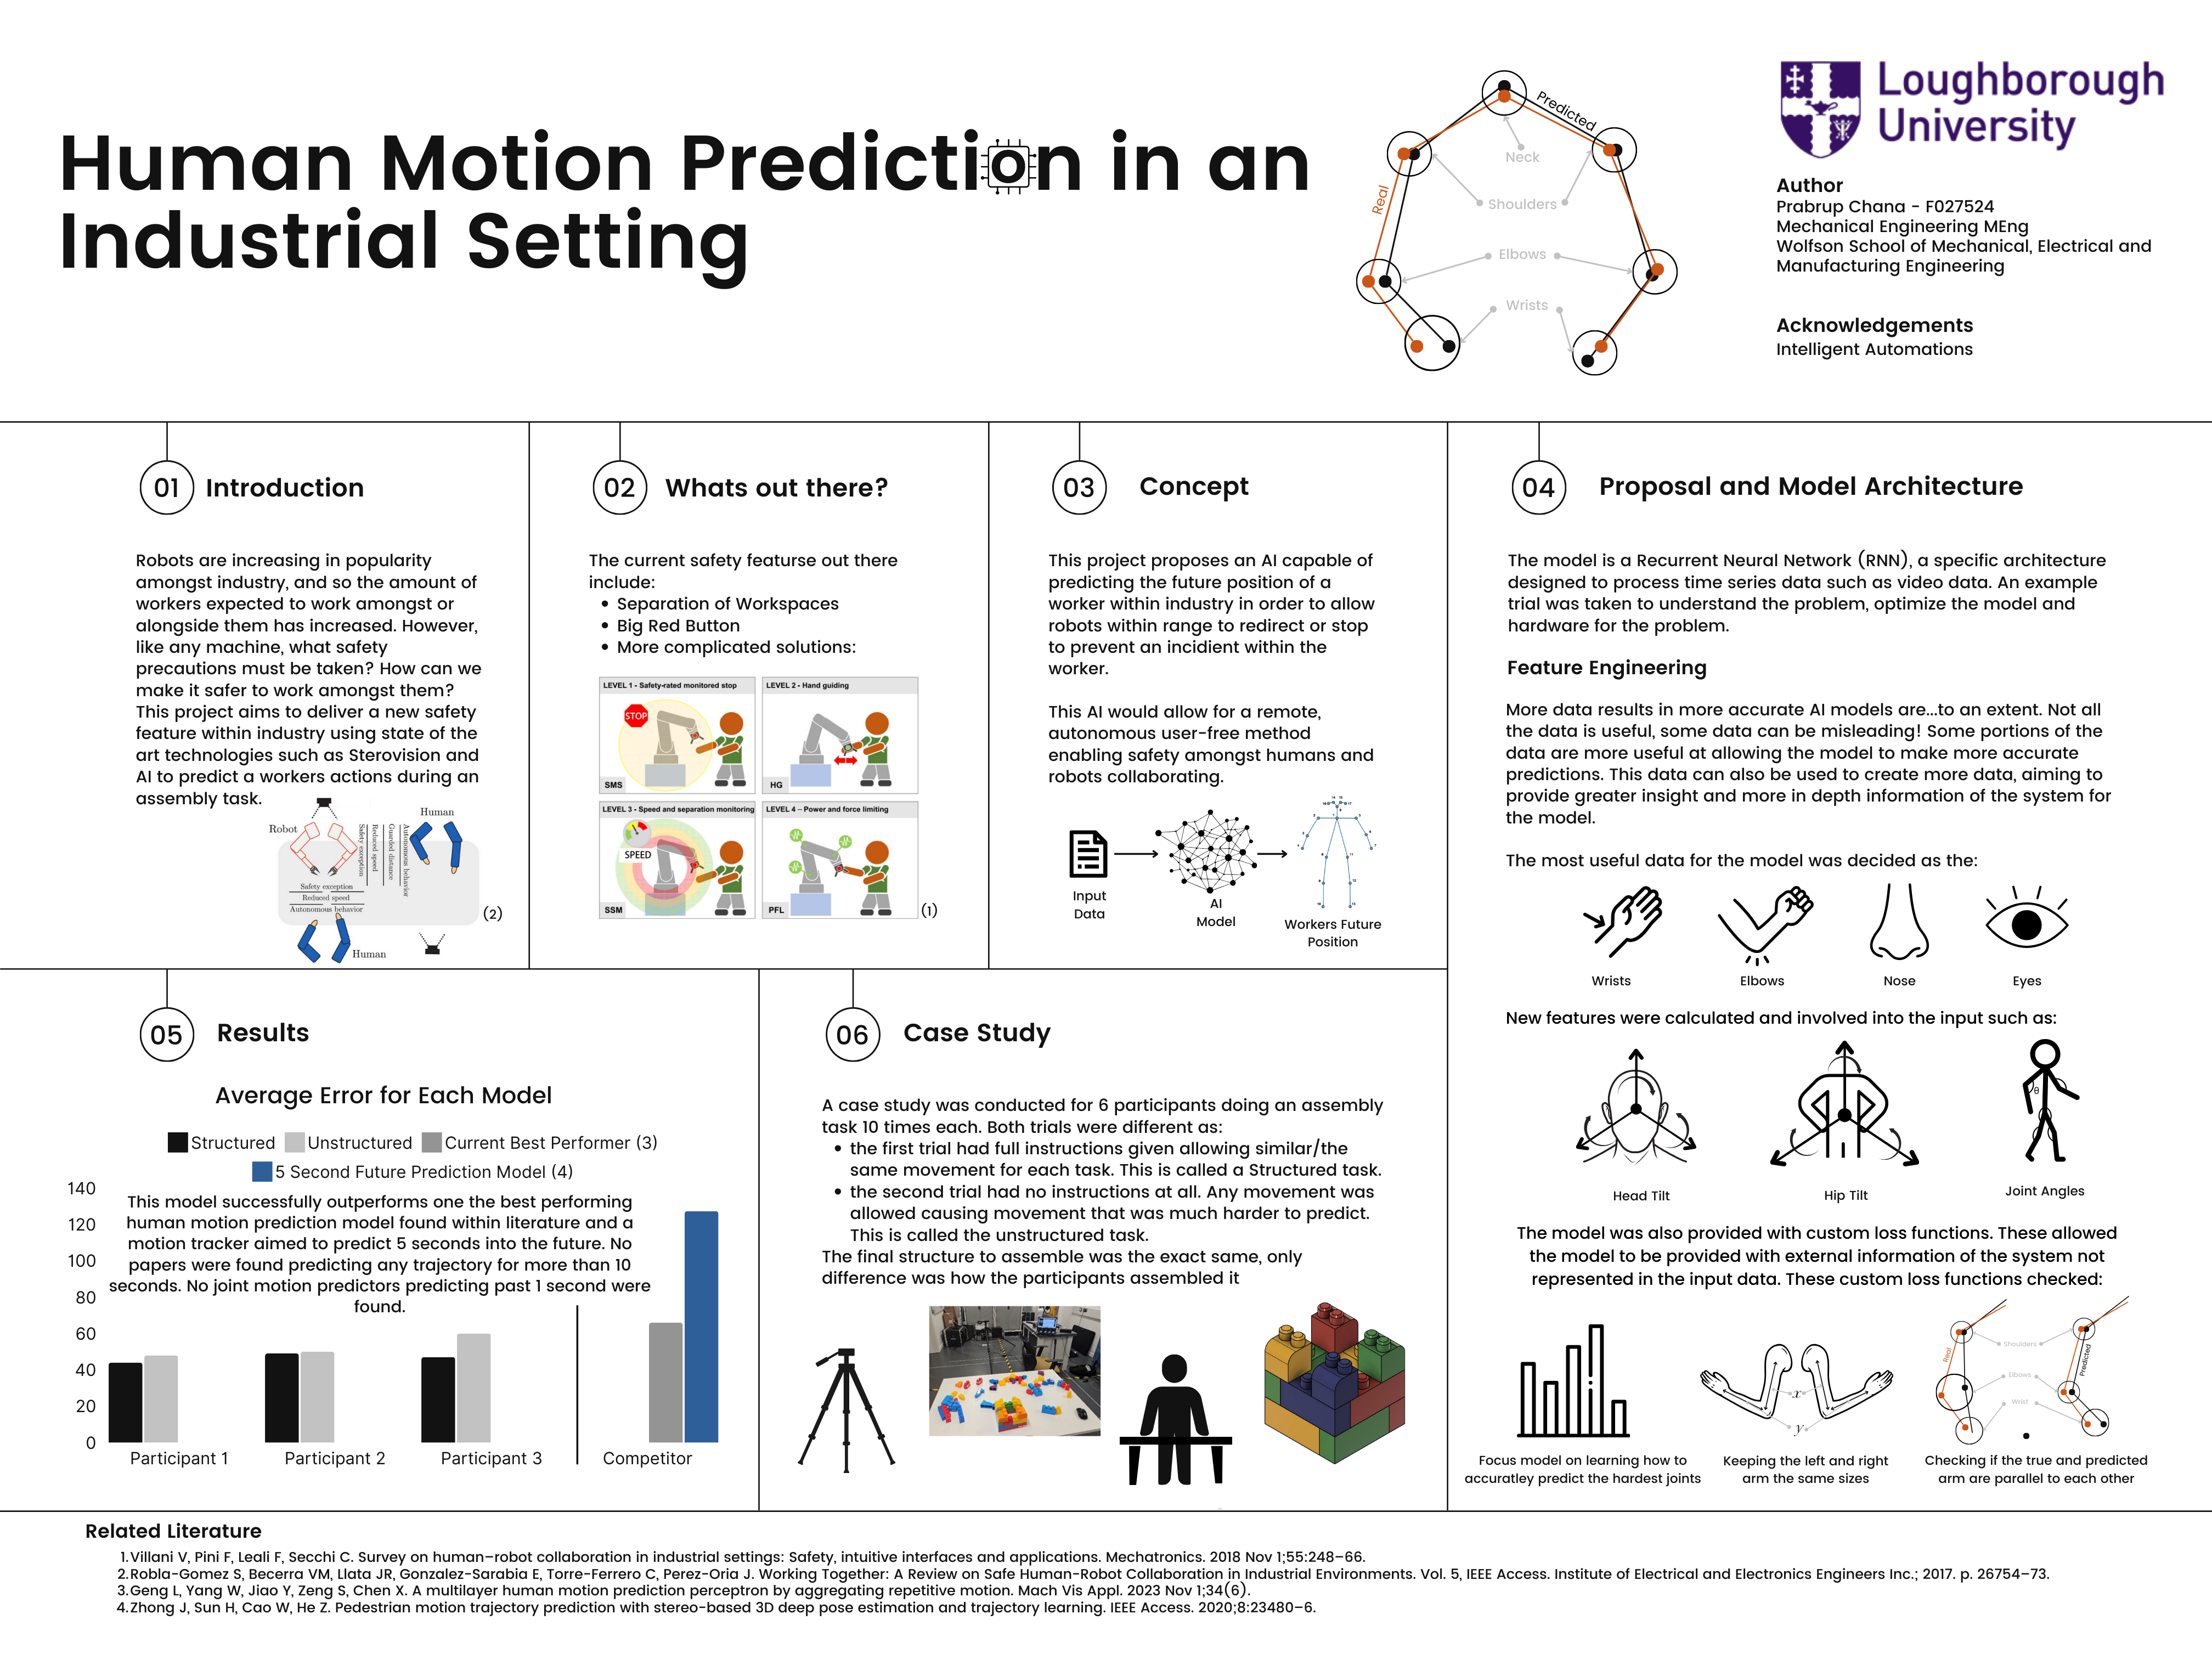 Human Motion Prediction in an
Industrial Setting
Predicted
Neck
Real
Shoulders
Elbows
Wrists
Loughborough
University
Author
Prabrup Chana - F027524
Mechanical Engineering MEng
Wolfson School of Mechanical, Electrical and
Manufacturing Engineering
Acknowledgements
Intelligent Automations
01 Introduction
Robots are increasing in popularity
amongst industry, and so the amount of
workers expected to work amongst or
alongside them has increased. However,
like any machine, what safety
precautions must be taken? How can we
make it safer to work amongst them?
This project aims to deliver a new safety
feature within industry using state of the
art technologies such as Sterovision and
AI to predict a workers actions during an
assembly task.
Robot
Human
Safety exception
Reduced speed
Guarded distance
Autonomous behavior
Safety exception
Reduced speed
Autonomous behavior
Human
(2)
02 Whats out there?
The current safety featurse out there
include:
• Separation of Workspaces
• Big Red Button
• More complicated solutions:
LEVEL 1 - Safety-rated monitored stop
STOP
SMS
LEVEL 2 - Hand guiding
HG
LEVEL 3 - Speed and separation monitoring
SPEED
SSM
LEVEL 4 – Power and force limiting
PFL
(1)
03 Concept
This project proposes an AI capable of
predicting the future position of a
worker within industry in order to allow
robots within range to redirect or stop
to prevent an incident within the
worker.
This AI would allow for a remote,
autonomous user-free method
enabling safety amongst humans and
robots collaborating.
Input
Data
AI
Model
Workers Future
Position
04 Proposal and Model Architecture
The model is a Recurrent Neural Network (RNN), a specific architecture
designed to process time series data such as video data. An example
trial was taken to understand the problem, optimize the model and
hardware for the problem.
Feature Engineering
More data results in more accurate AI models are...to an extent. Not all
the data is useful, some data can be misleading! Some portions of the
data are more useful at allowing the model to make more accurate
predictions. This data can also be used to create more data, aiming to
provide greater insight and more in depth information of the system for
the model.
The most useful data for the model was decided as the:
Wrists
Elbows
Nose
Eyes
New features were calculated and involved into the input such as:
θ
Head Tilt
Hip Tilt
Joint Angles
The model was also provided with custom loss functions. These allowed
the model to be provided with external information of the system not
represented in the input data. These custom loss functions checked:
x
y
Real
Shoulders
Predicted
Elbows
Wrist
Focus model on learning how to
accuratley predict the hardest joints
Keeping the left and right
arm the same sizes
Checking if the true and predicted
arm are parallel to each other
05 Results
Average Error for Each Model
Structured
Unstructured
Current Best Performer (3)
5 Second Future Prediction Model (4)
140
120
100
80
60
40
20
0
This model successfully outperforms one the best performing
human motion prediction model found within literature and a
motion tracker aimed to predict 5 seconds into the future. No
papers were found predicting any trajectory for more than 10
seconds. No joint motion predictors predicting past 1 second were
found.
Participant 1
Participant 2
Participant 3
Competitor
06 Case Study
A case study was conducted for 6 participants doing an assembly
task 10 times each. Both trials were different as:
• the first trial had full instructions given allowing similar/the
same movement for each task. This is called a Structured task.
• the second trial had no instructions at all. Any movement was
allowed causing movement that was much harder to predict.
This is called the unstructured task.
The final structure to assemble was the exact same, only
difference was how the participants assembled it
Related Literature
1. Villani V, Pini F, Leali F, Secchi C. Survey on human–robot collaboration in industrial settings: Safety, intuitive interfaces and applications. Mechatronics. 2018 Nov 1;55:248–66.
2. Robla-Gomez S, Becerra VM, Llata JR, Gonzalez-Sarabia E, Torre-Ferrero C, Perez-Oria J. Working Together: A Review on Safe Human-Robot Collaboration in Industrial Environments. Vol. 5, IEEE Access. Institute of Electrical and Electronics Engineers Inc.; 2017. p. 26754–73.
3. Geng L, Yang W, Jiao Y, Zeng S, Chen X. A multilayer human motion prediction perceptron by aggregating repetitive motion. Mach Vis Appl. 2023 Nov 1;34(6).
4. Zhong J, Sun H, Cao W, He Z. Pedestrian motion trajectory prediction with stereo-based 3D deep pose estimation and trajectory learning. IEEE Access. 2020;8:23480–6.